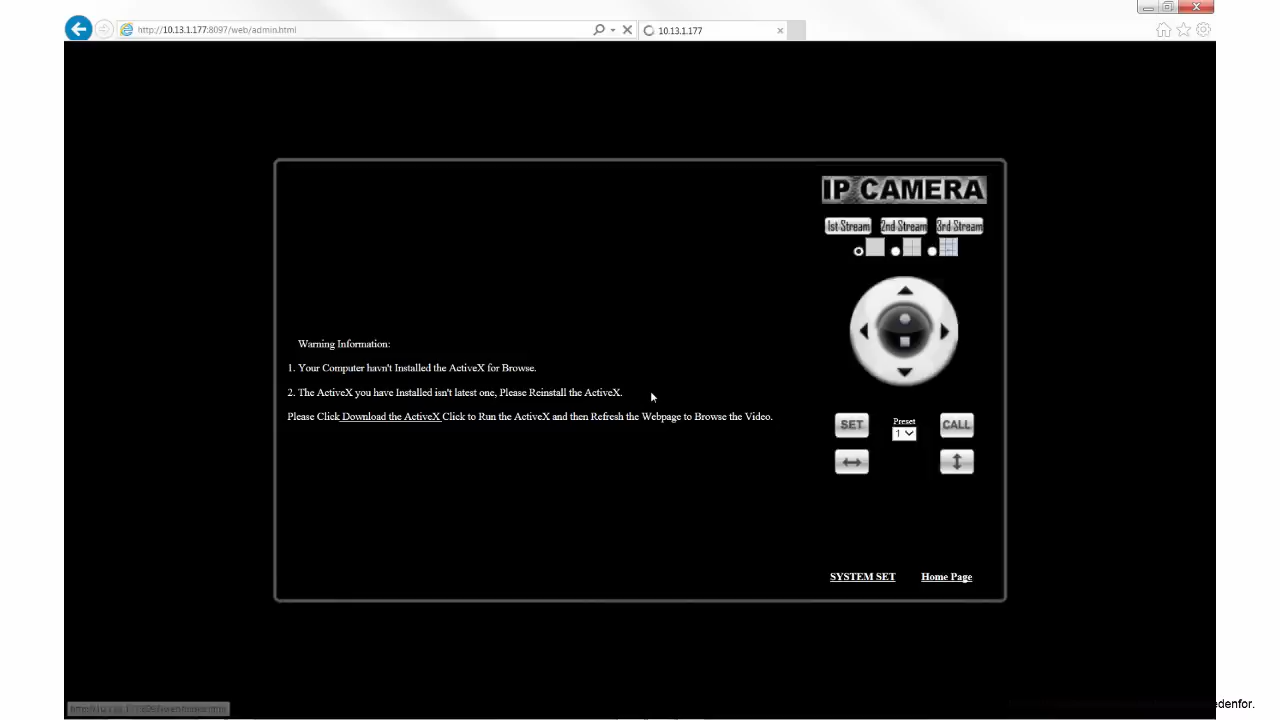 http://10.13.1.177:8097/web/admin.html
10.13.1.177
IP CAMERA
1st Stream 2nd Stream 3rd Stream
Warning Information:
1. Your Computer havn't Installed the ActiveX for Browse.
2. The ActiveX you have Installed isn't latest one, Please Reinstall the ActiveX.
Please Click Download the ActiveX Click to Run the ActiveX and then Refresh the Webpage to Browse the Video.
SET
Preset
1
CALL
SYSTEM SET
Home Page
edenfor.